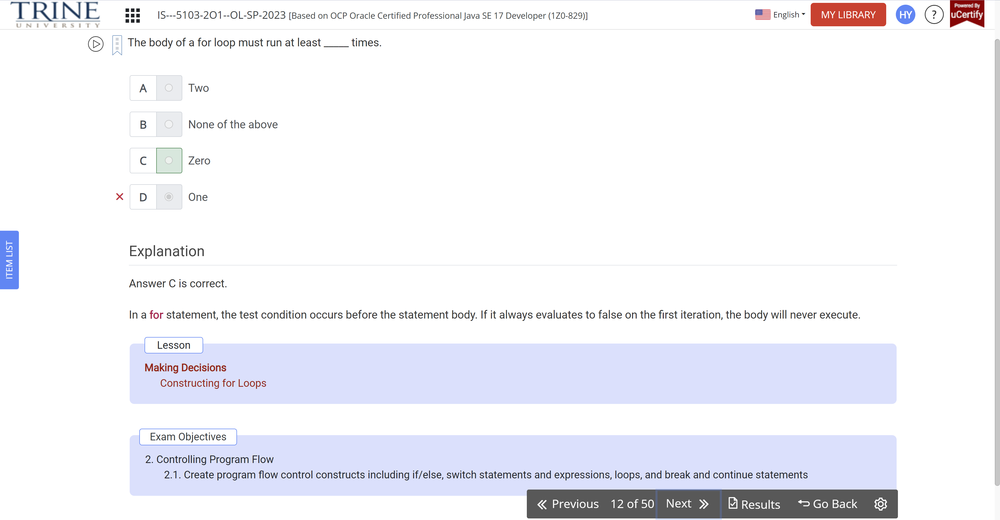 TRINE
UNIVERSITY
IS---5103-2O1--OL-SP-2023 [Based on OCP Oracle Certified Professional Java SE 17 Developer (1Z0-829)]
English
MY LIBRARY
HY
?
Powered By
uCertify
The body of a for loop must run at least _____ times.
A Two
B None of the above
C Zero
D One
ITEM LIST
Explanation
Answer C is correct.
In a for statement, the test condition occurs before the statement body. If it always evaluates to false on the first iteration, the body will never execute.
Lesson
Making Decisions
Constructing for Loops
Exam Objectives
2. Controlling Program Flow
2.1. Create program flow control constructs including if/else, switch statements and expressions, loops, and break and continue statements
Previous 12 of 50 Next Results Go Back